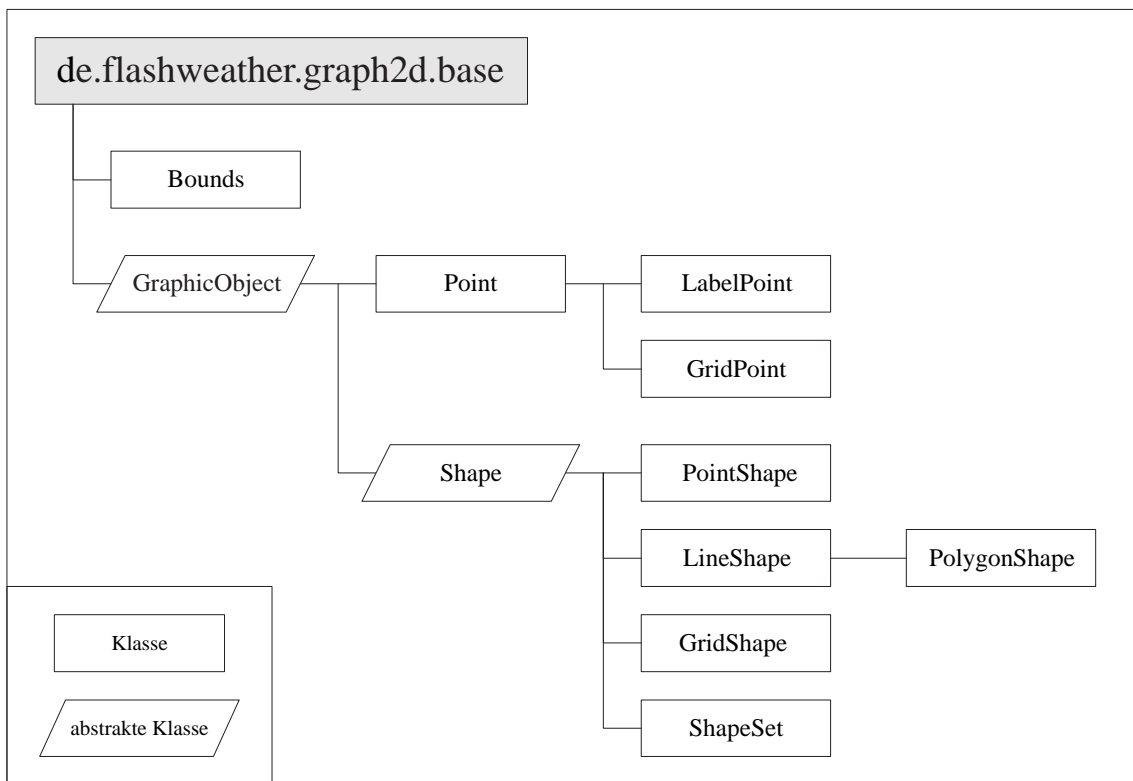 de.flashweather.graph2d.base
Bounds
GraphicObject
Point
LabelPoint
GridPoint
Shape
PointShape
LineShape
PolygonShape
GridShape
ShapeSet
Klasse
abstrakte Klasse